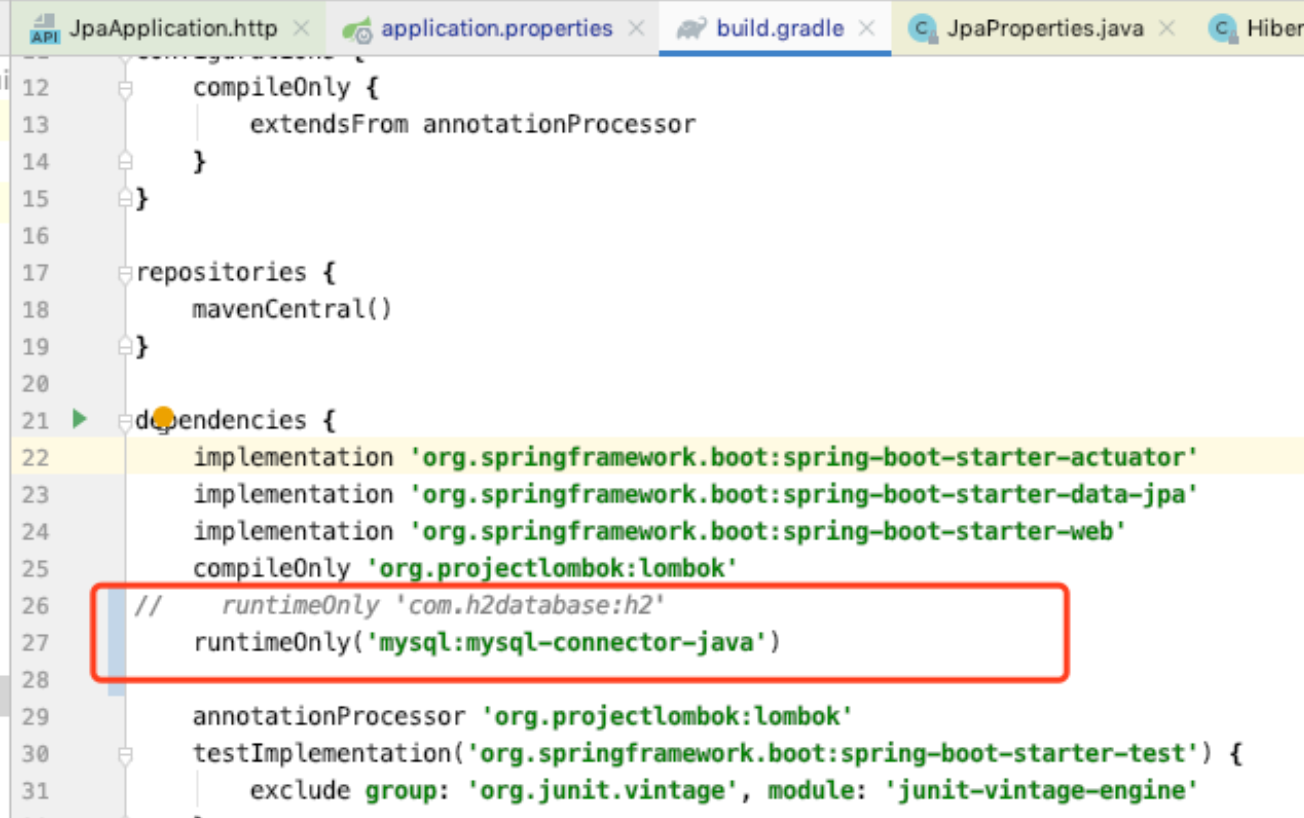 API JpaApplication.http × application.properties × build.gradle × C JpaProperties.java × C Hiber
12 compileOnly {
13 extendsFrom annotationProcessor
14 }
15 }
16
17 repositories {
18 mavenCentral()
19 }
20
21 dependencies {
22 implementation 'org.springframework.boot:spring-boot-starter-actuator'
23 implementation 'org.springframework.boot:spring-boot-starter-data-jpa'
24 implementation 'org.springframework.boot:spring-boot-starter-web'
25 compileOnly 'org.projectlombok:lombok'
26 // runtimeOnly 'com.h2database:h2'
27 runtimeOnly('mysql:mysql-connector-java')
28
29 annotationProcessor 'org.projectlombok:lombok'
30 testImplementation('org.springframework.boot:spring-boot-starter-test') {
31 exclude group: 'org.junit.vintage', module: 'junit-vintage-engine'